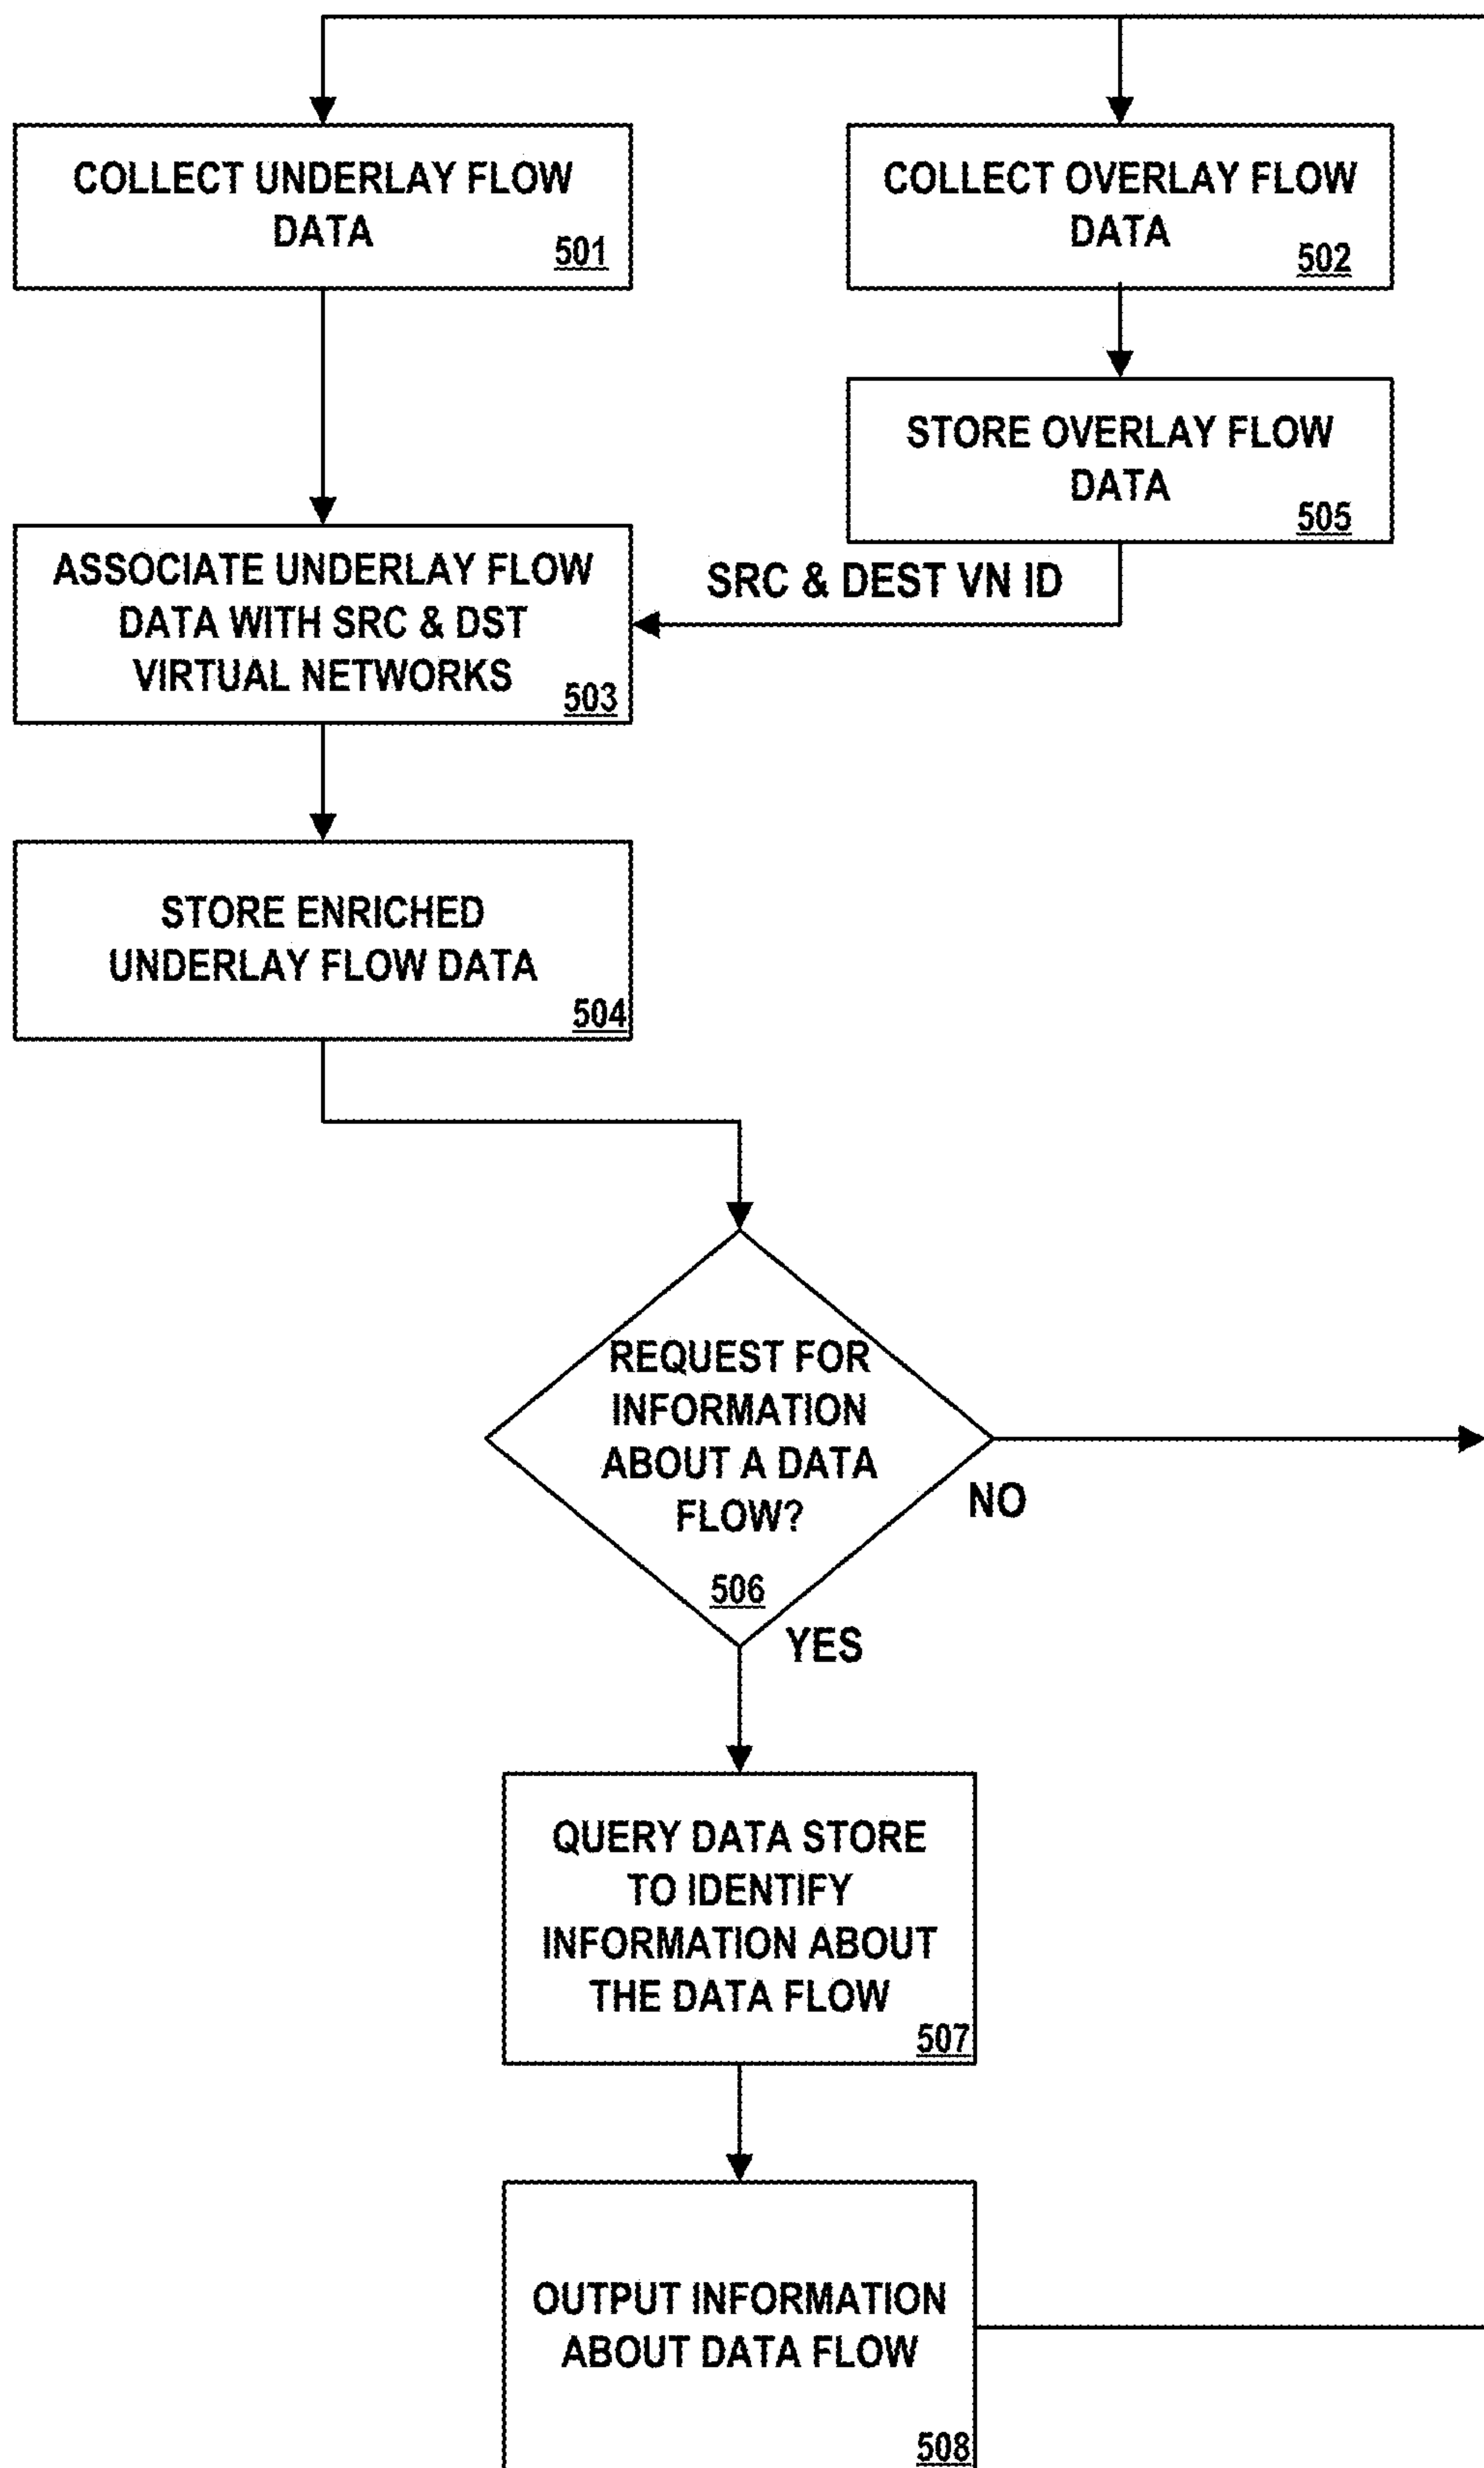 COLLECT UNDERLAY FLOW
DATA
501
COLLECT OVERLAY FLOW
DATA
502
STORE OVERLAY FLOW
DATA
505
SRC & DEST VN ID
ASSOCIATE UNDERLAY FLOW
DATA WITH SRC & DST
VIRTUAL NETWORKS
503
STORE ENRICHED
UNDERLAY FLOW DATA
504
REQUEST FOR
INFORMATION
ABOUT A DATA
FLOW?
506
NO
YES
QUERY DATA STORE
TO IDENTIFY
INFORMATION ABOUT
THE DATA FLOW
507
OUTPUT INFORMATION
ABOUT DATA FLOW
508